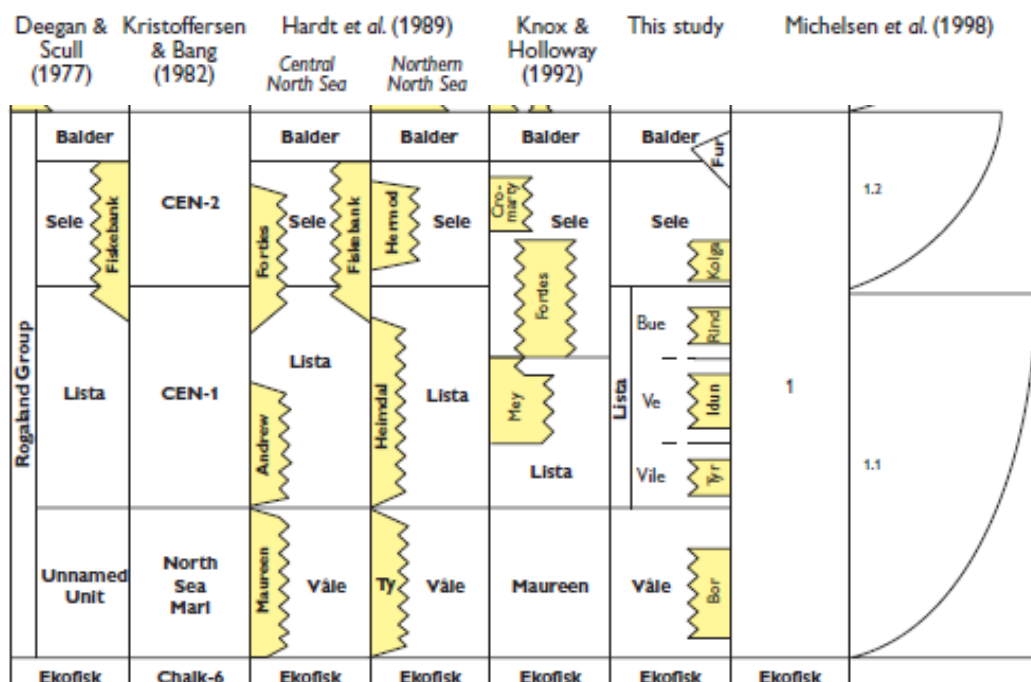 Deegan &
Scull
(1977)
Kristoffersen
& Bang
(1982)
Hardt et al. (1989)
Central
North Sea
Northern
North Sea
Knox &
Holloway
(1992)
This study
Michelsen et al. (1998)
Rogaland Group
Balder
Sele
Fiskebank
Lista
Unnamed
Unit
Ekofisk
CEN-2
CEN-1
North
Sea
Marl
Chalk-6
Balder
Forties
Sele
Fiskebank
Lista
Andrew
Maureen
Våle
Ekofisk
Balder
Hermod
Sele
Heimdal
Lista
Ty
Våle
Ekofisk
Balder
Cro-
marty
Sele
Forties
Mey
Lista
Maureen
Ekofisk
Balder
Fur
Sele
Kolga
Lista
Bue
Rind
Ve
Idun
Vile
Tyr
Våle
Bor
Ekofisk
1
Ekofisk
1.2
1.1